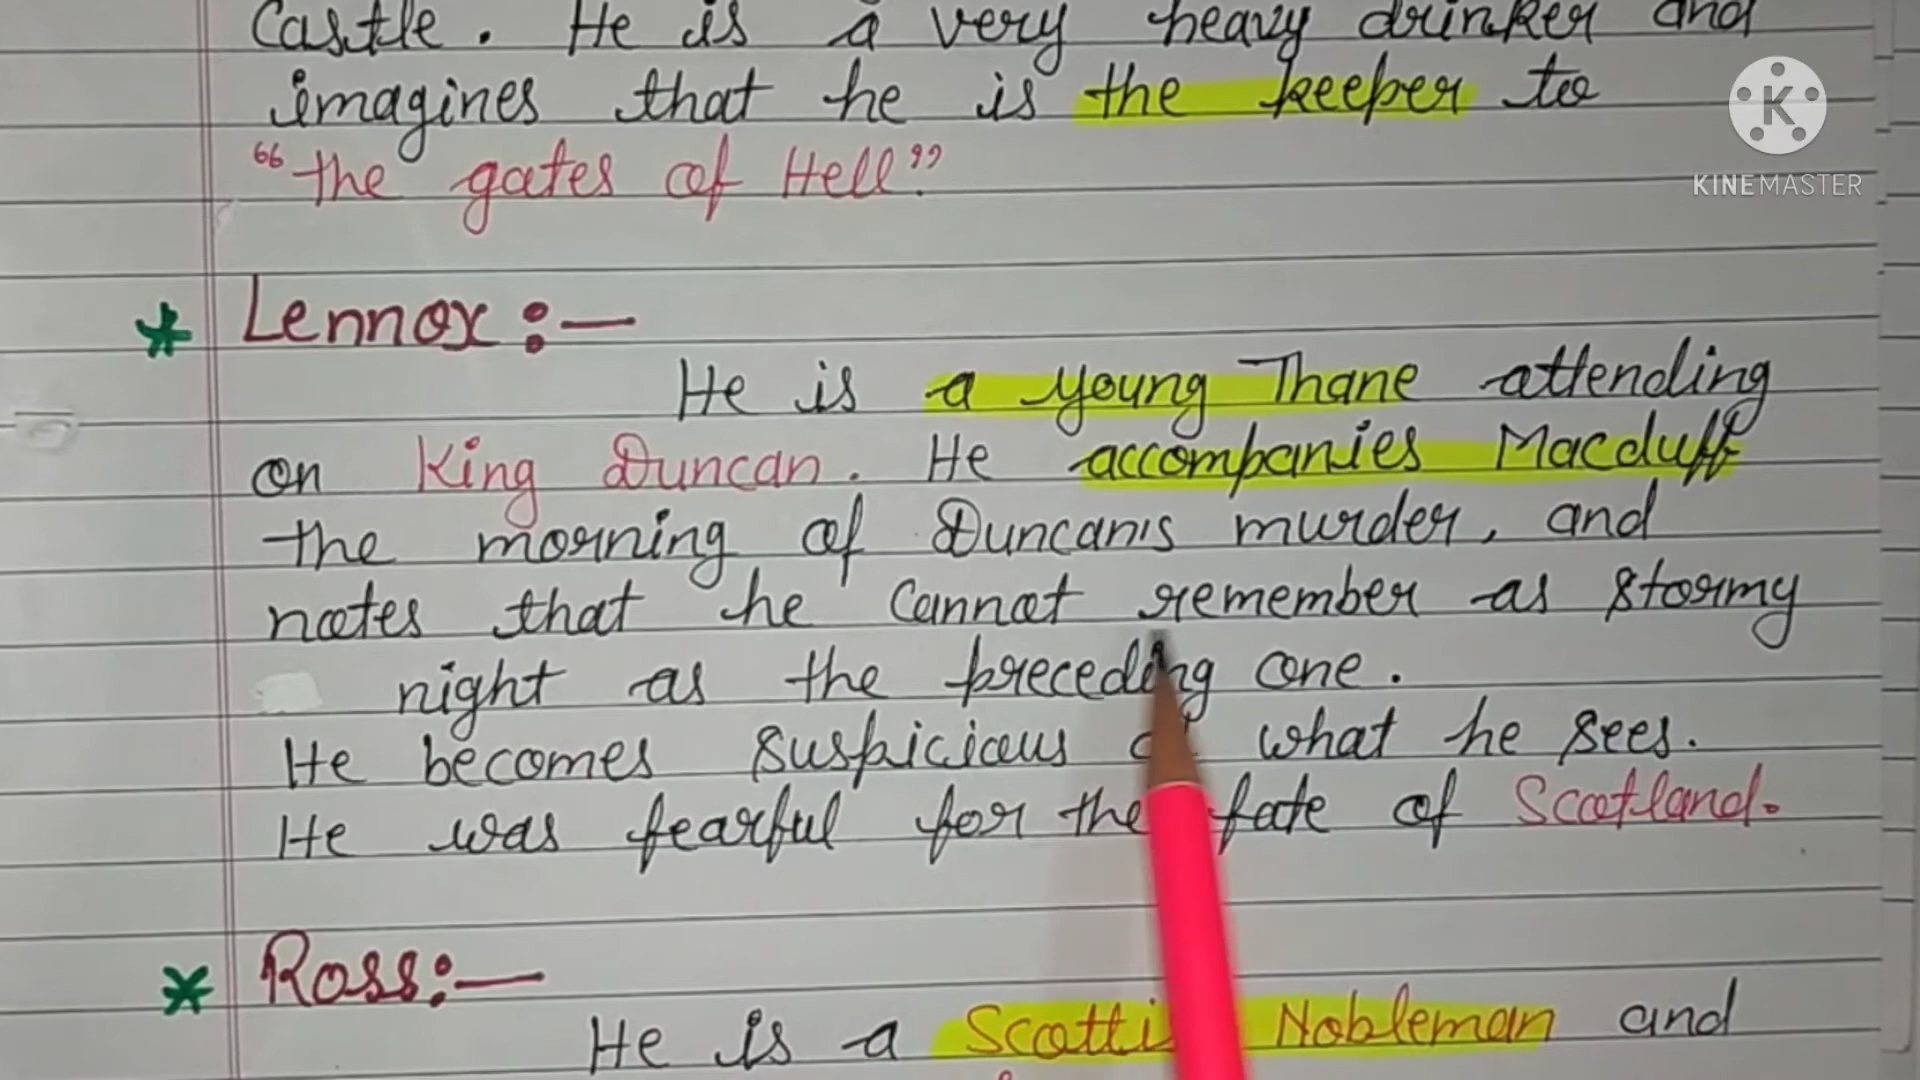 Castle. He is a very heavy drinker and
imagines that he is the keeper to
"the gates of Hell".
K
KINEMASTER
* Lennox :-
He is a young Thane attending
on King Duncan. He accompanies Macduff
the morning of Duncan's murder, and
notes that he cannot remember as stormy
night as the preceding one.
He becomes suspicious what he sees.
He was fearful for the fate of Scotland.
* Ross:-
He is a Nobleman and